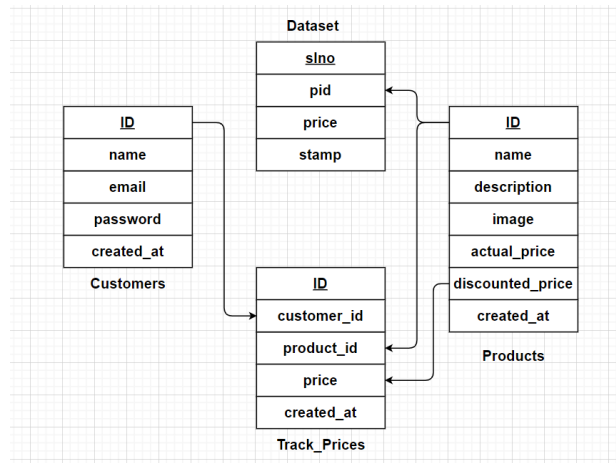 Dataset
slno
pid
price
stamp
ID
name
email
password
created_at
Customers
ID
name
description
image
actual_price
discounted_price
created_at
Products
ID
customer_id
product_id
price
created_at
Track_Prices